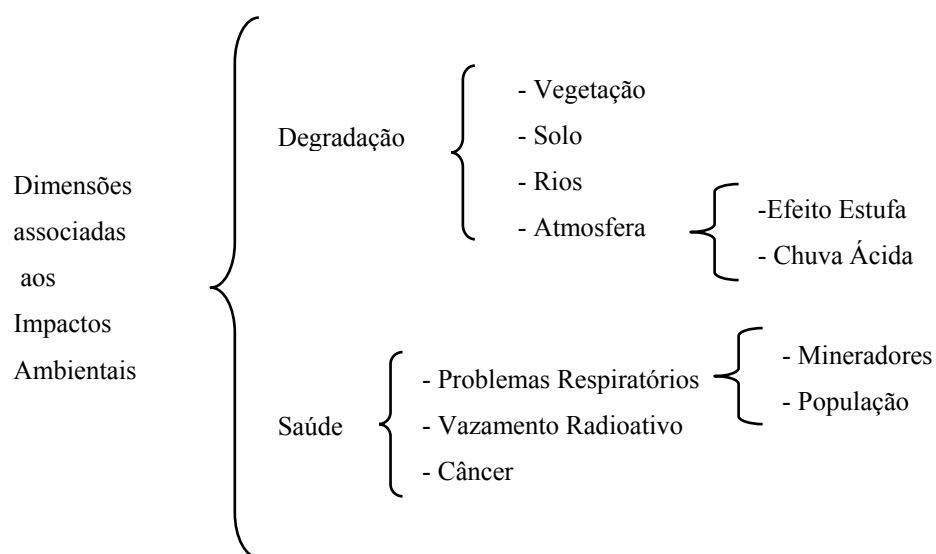 Dimensões
associadas
aos
Impactos
Ambientais
Degradação
- Vegetação
- Solo
- Rios
- Atmosfera
-Efeito Estufa
- Chuva Ácida
Saúde
- Problemas Respiratórios
- Vazamento Radioativo
- Câncer
- Mineradores
- População